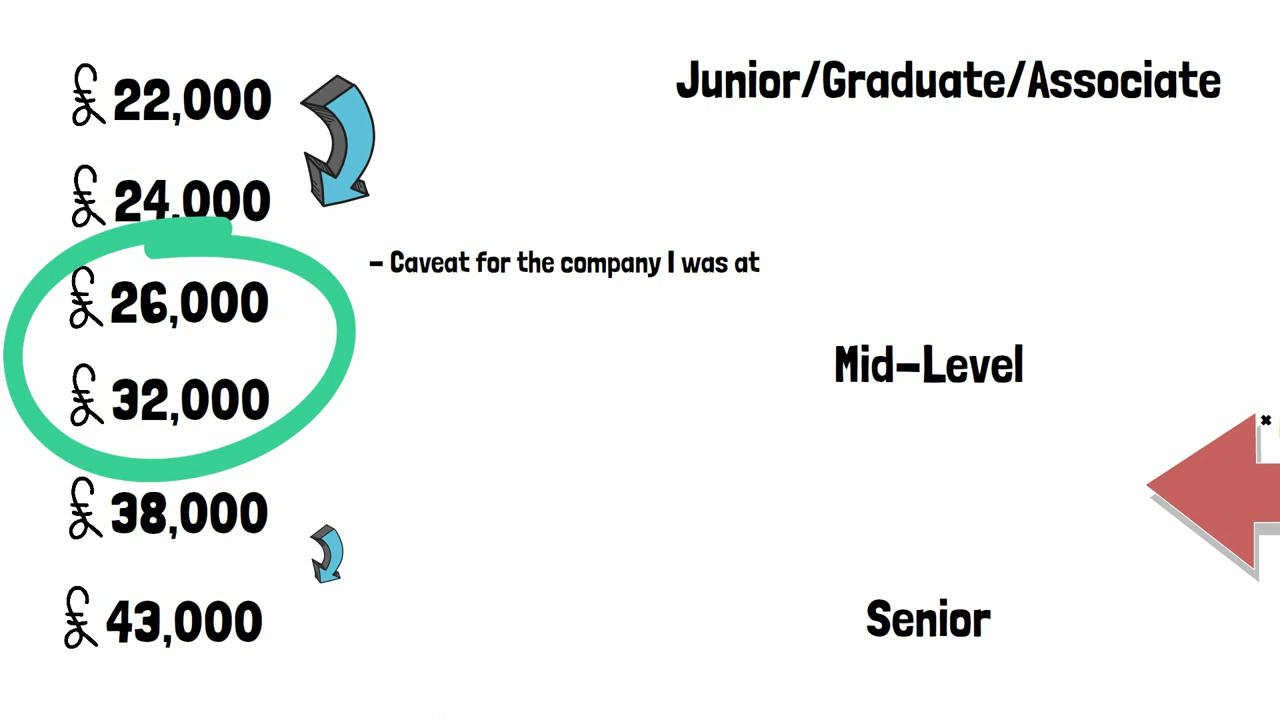 £ 22,000
Junior/Graduate/Associate
£ 24,000
– Caveat for the company I was at
£ 26,000
Mid–Level
£ 32,000
*
£ 38,000
£ 43,000
Senior